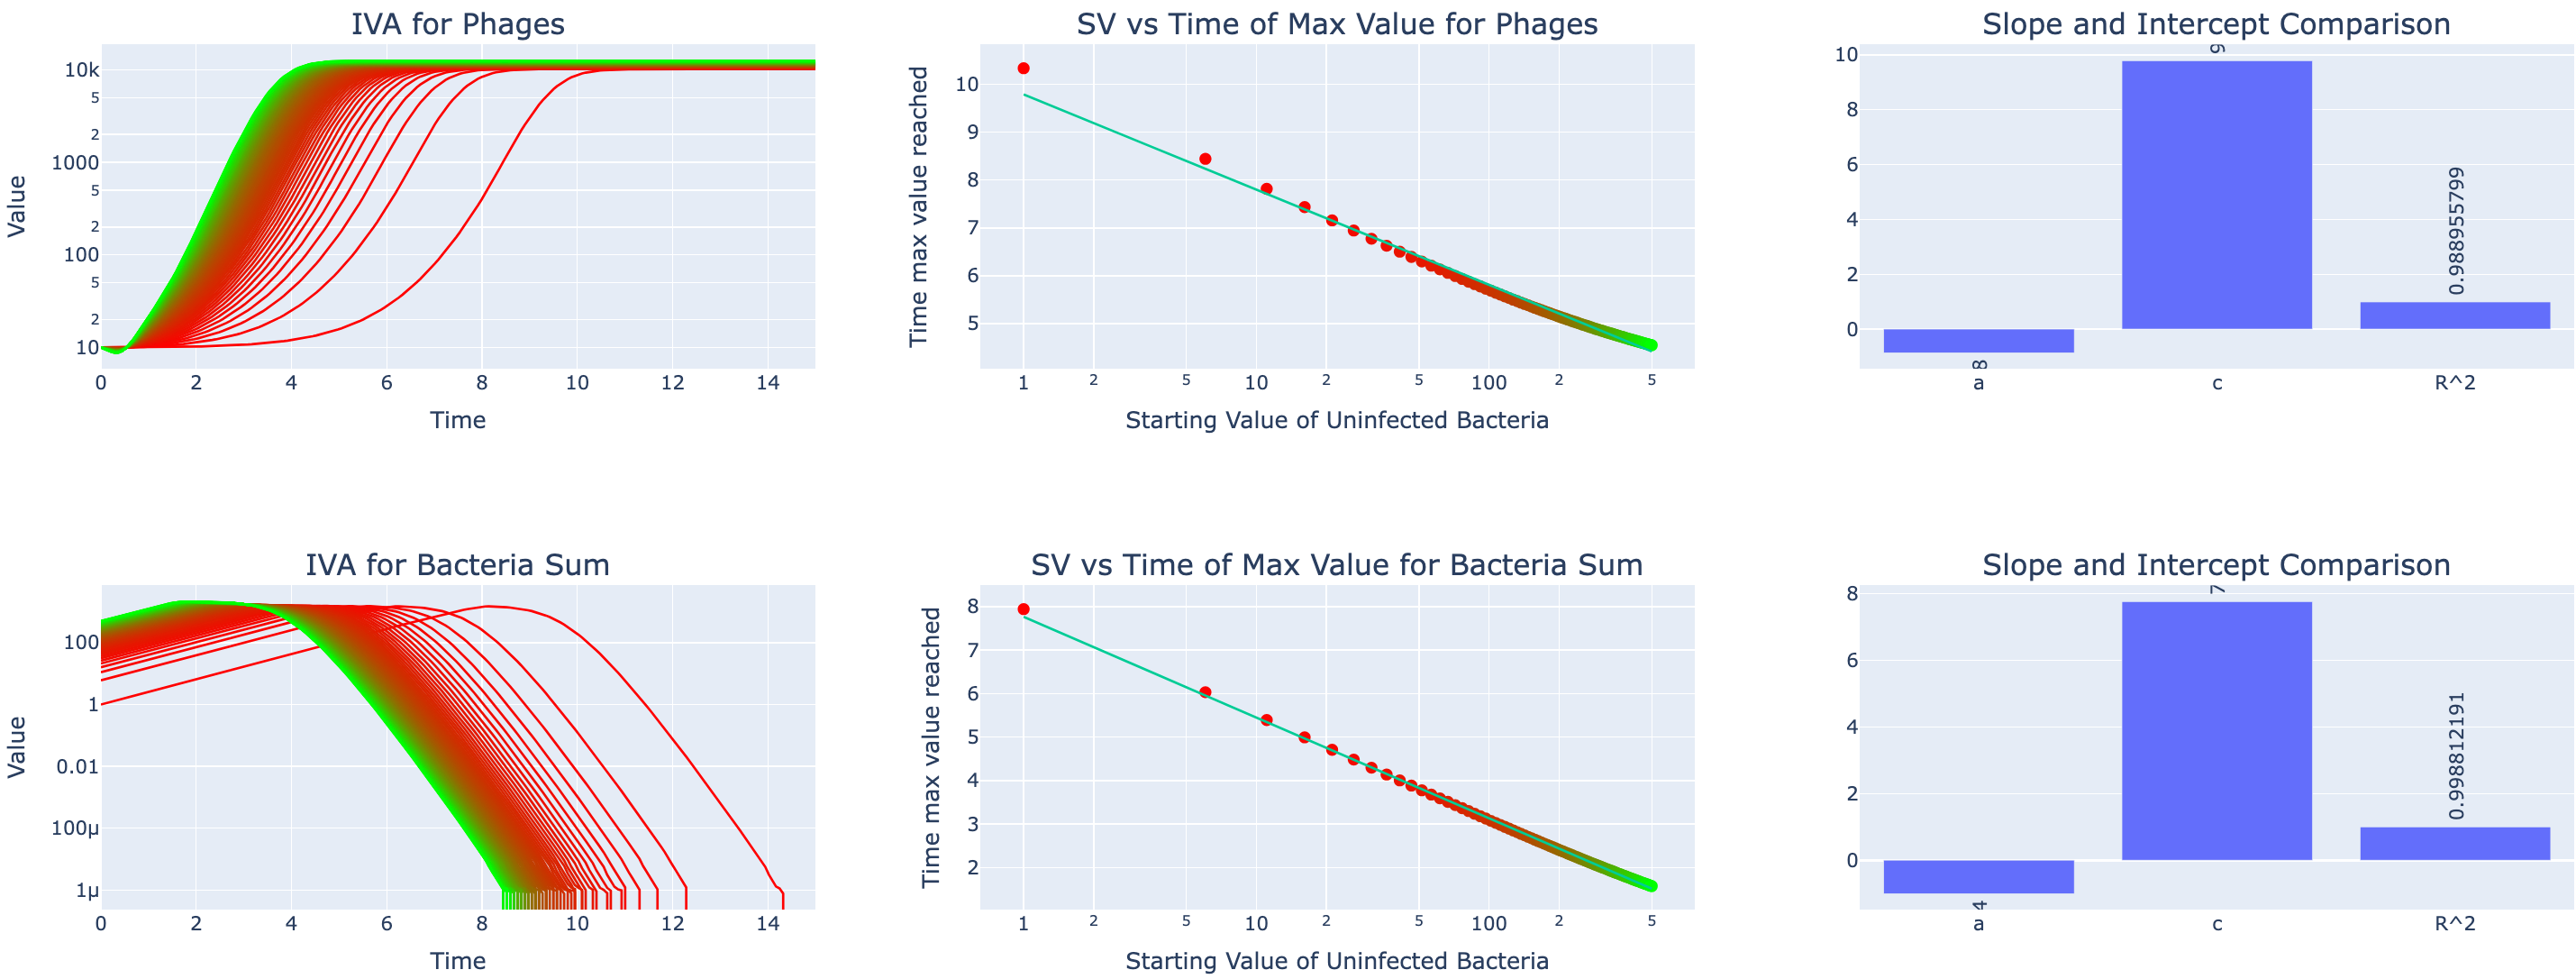 IVA for Phages
SV vs Time of Max Value for Phages
Slope and Intercept Comparison
Value
10k
5
2
1000
5
2
100
5
2
10
0 2 4 6 8 10 12 14
Time
Time max value reached
10
9
8
7
6
5
1 2 5 10 2 5 100 2 5
Starting Value of Uninfected Bacteria
10
8
6
4
2
0
9
8
0.988955799
a c R^2
IVA for Bacteria Sum
SV vs Time of Max Value for Bacteria Sum
Slope and Intercept Comparison
Value
100
1
0.01
100μ
1μ
0 2 4 6 8 10 12 14
Time
Time max value reached
8
7
6
5
4
3
2
1 2 5 10 2 5 100 2 5
Starting Value of Uninfected Bacteria
8
6
4
2
0
7
4
0.998812191
a c R^2